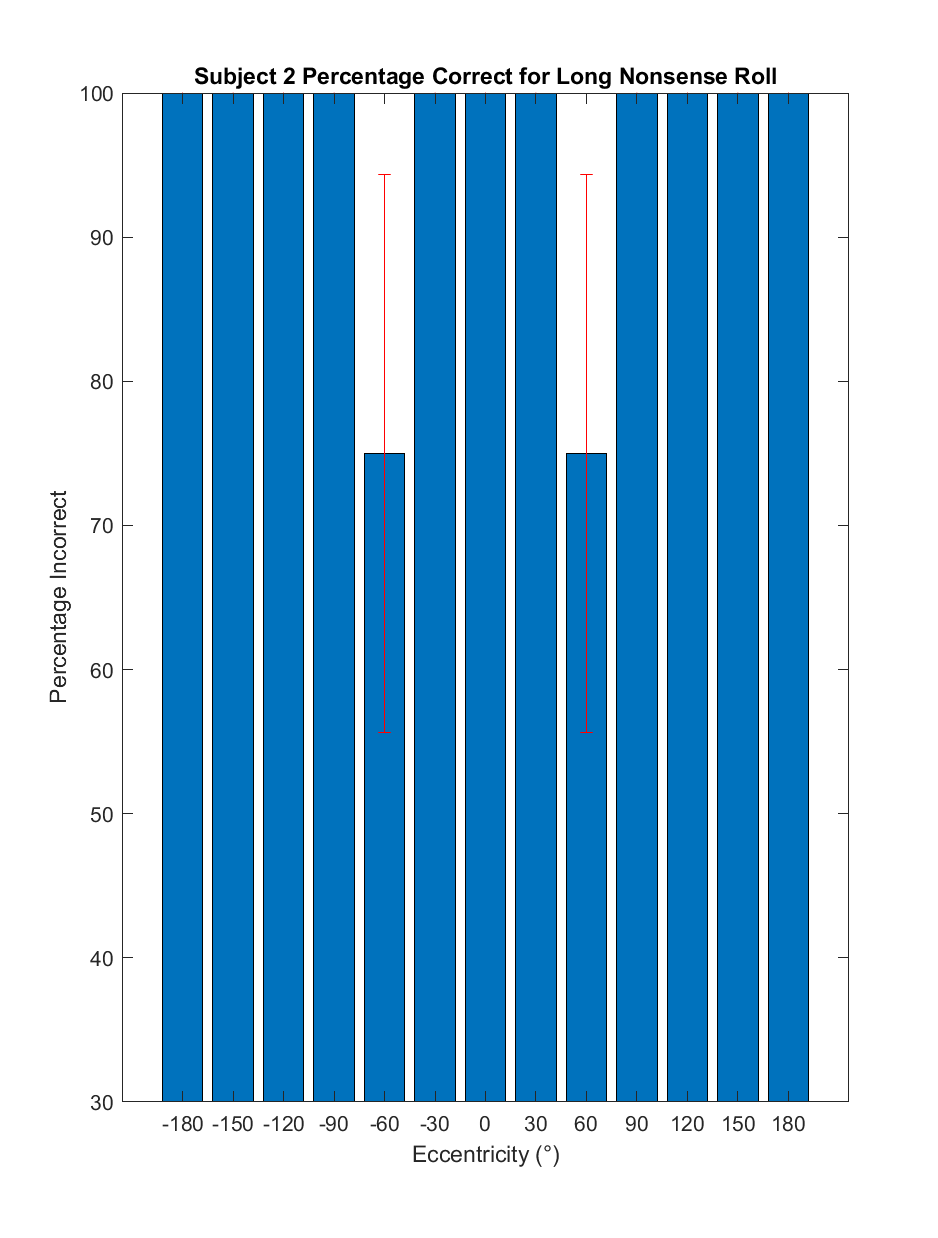 Subject 2 Percentage Correct for Long Nonsense Roll
100
90
80
70
60
50
40
30
Percentage Incorrect
-180 -150 -120 -90 -60 -30 0 30 60 90 120 150 180
Eccentricity (°)